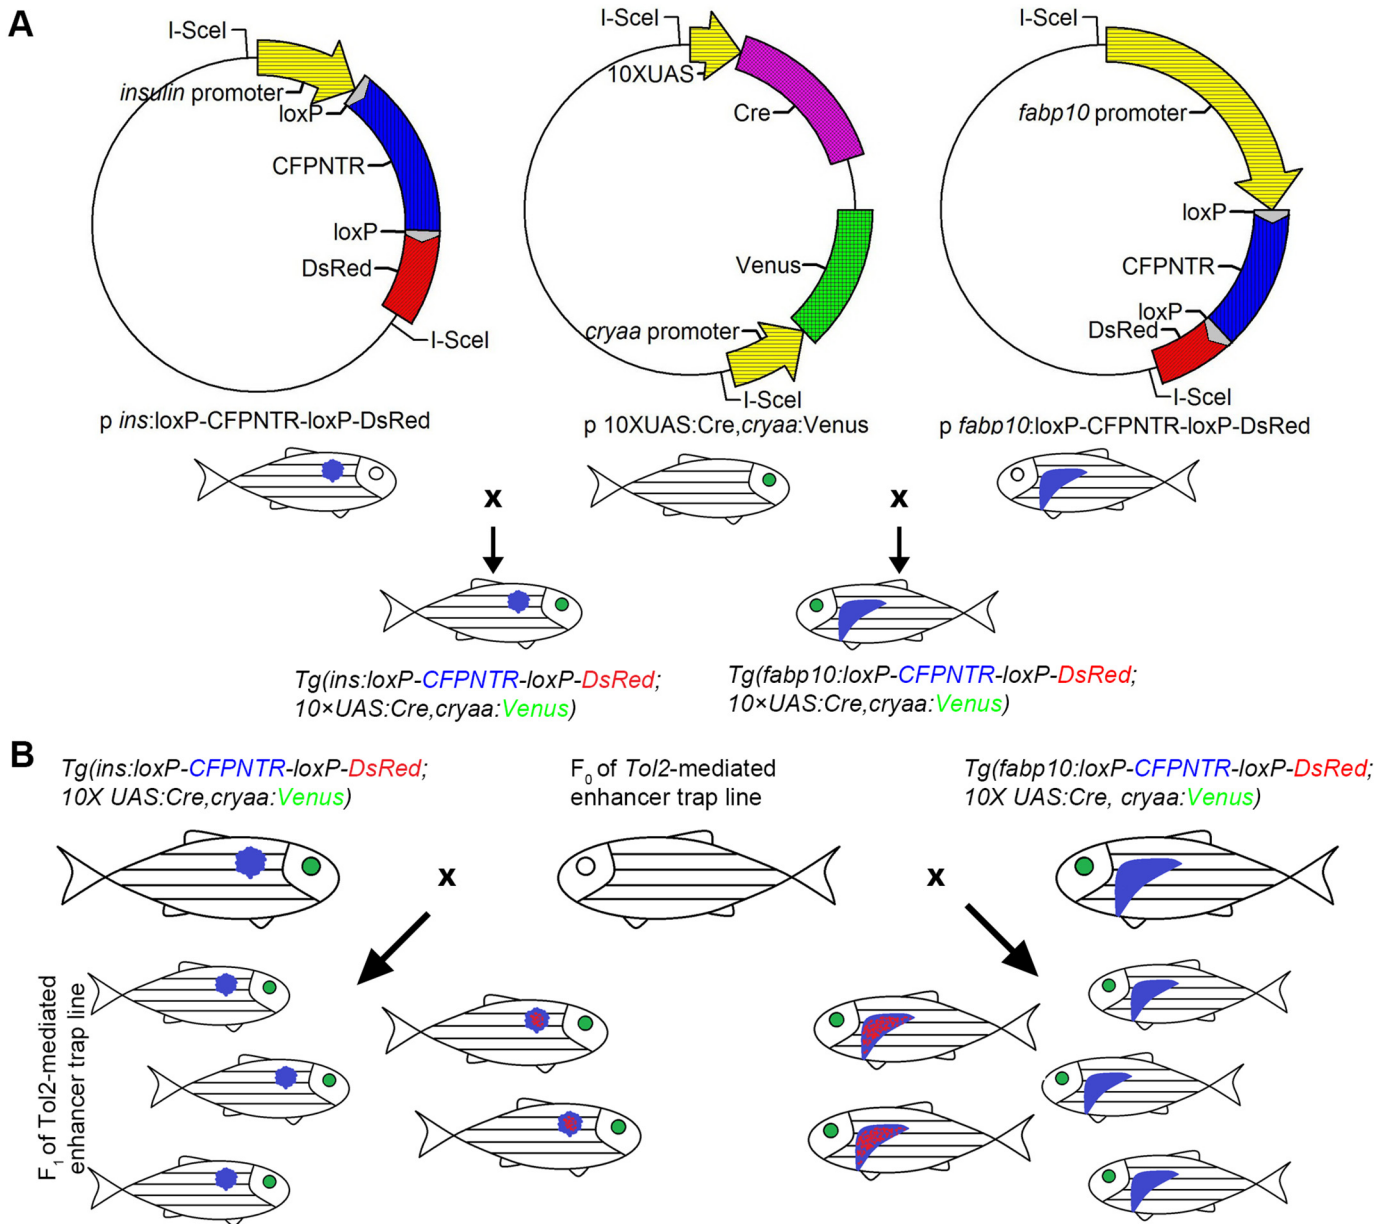 A
I-SceI
insulin promoter
loxP
CFPNTR
loxP
DsRed
I-SceI
p ins:loxP-CFPNTR-loxP-DsRed
I-SceI
10XUAS
Cre
Venus
cryaa promoter
I-SceI
p 10XUAS:Cre,cryaa:Venus
I-SceI
fabp10 promoter
loxP
CFPNTR
loxP
DsRed
I-SceI
p fabp10:loxP-CFPNTR-loxP-DsRed
x
x
Tg(ins:loxP-CFPNTR-loxP-DsRed;
10×UAS:Cre,cryaa:Venus)
Tg(fabp10:loxP-CFPNTR-loxP-DsRed;
10×UAS:Cre,cryaa:Venus)
B
Tg(ins:loxP-CFPNTR-loxP-DsRed;
10X UAS:Cre,cryaa:Venus)
F0 of Tol2-mediated
enhancer trap line
Tg(fabp10:loxP-CFPNTR-loxP-DsRed;
10X UAS:Cre, cryaa:Venus)
x
x
F1 of Tol2-mediated
enhancer trap line